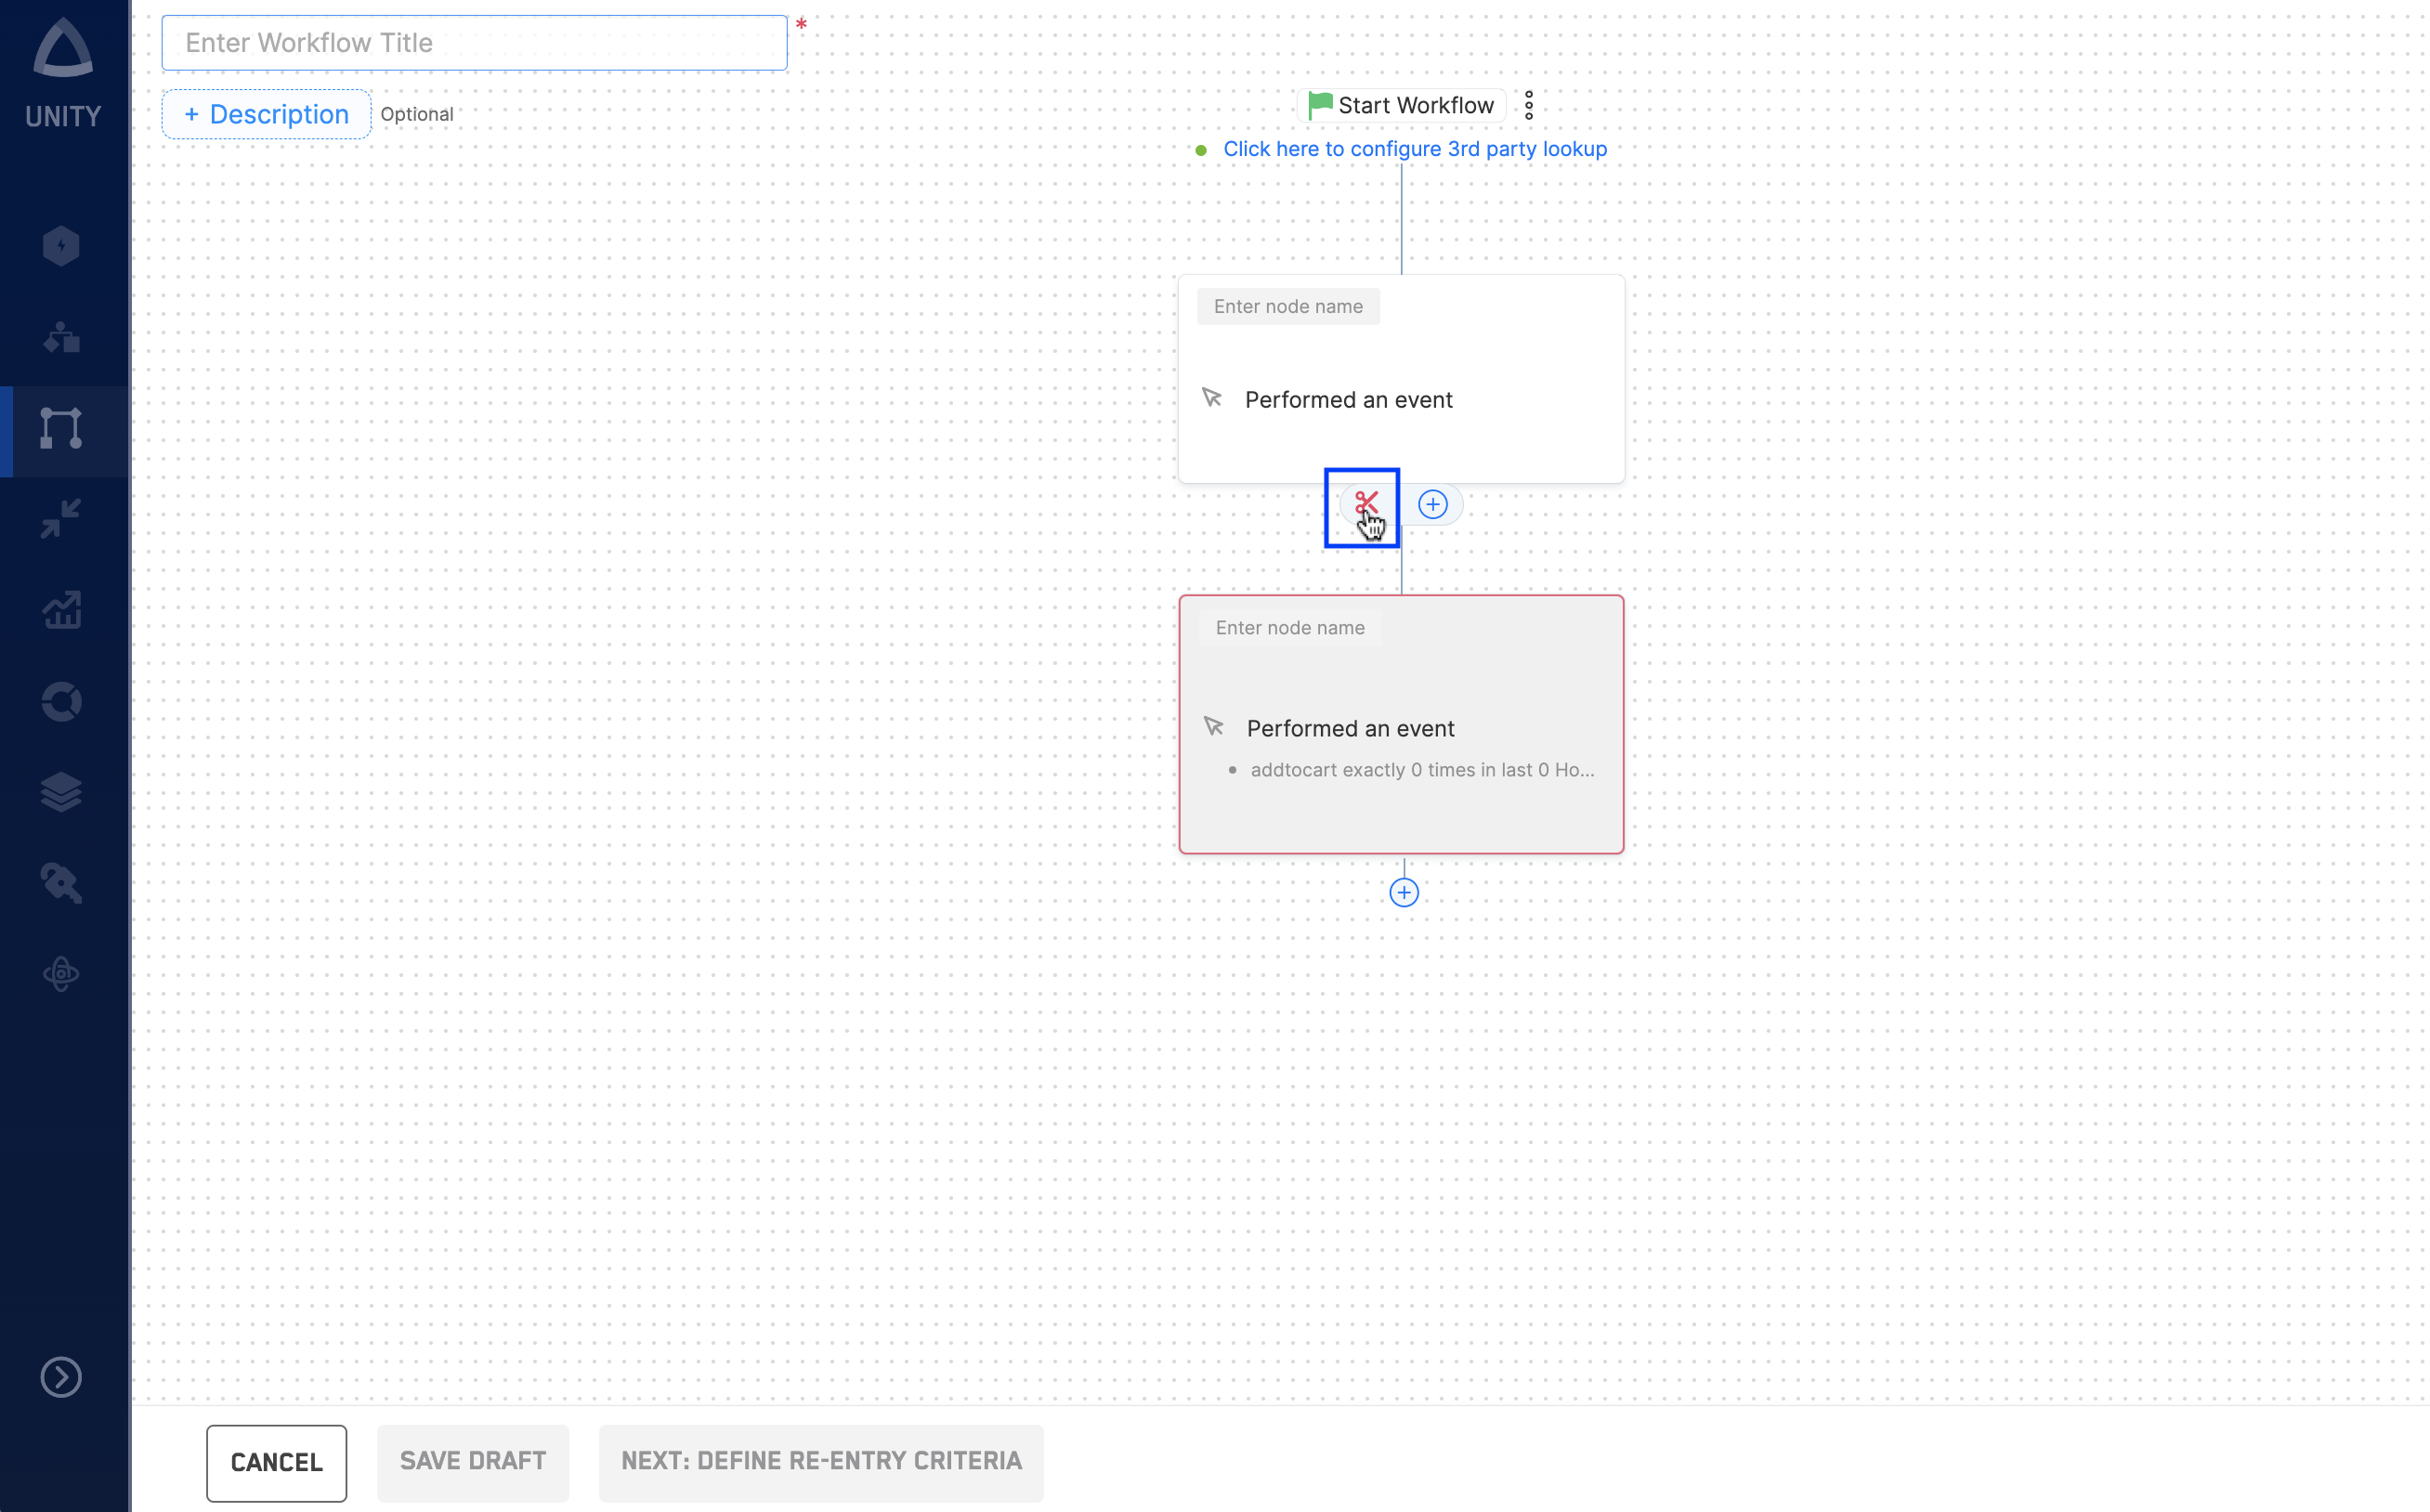 UNITY
Enter Workflow Title
*
+ Description
Optional
Start Workflow
Click here to configure 3rd party lookup
Enter node name
Performed an event
Enter node name
Performed an event
addtocart exactly 0 times in last 0 Ho...
CANCEL
SAVE DRAFT
NEXT: DEFINE RE-ENTRY CRITERIA